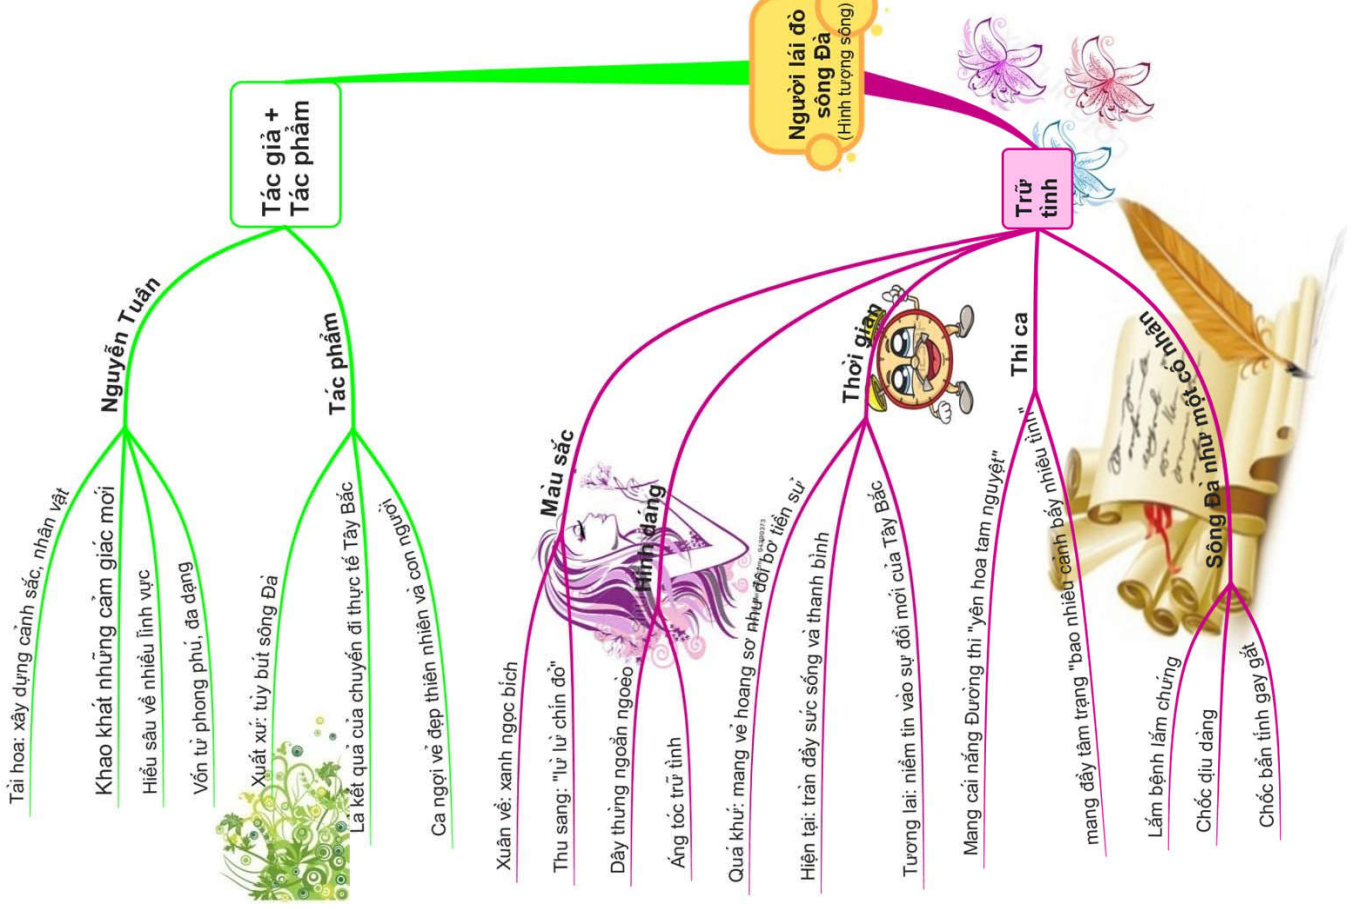 Người lái đò
sông Đà
(Hình tượng sông)
Tác giả +
Tác phẩm
Nguyễn Tuân
Tài hoa: xây dựng cảnh sắc, nhân vật
Khao khát những cảm giác mới
Hiểu sâu về nhiều lĩnh vực
Vốn từ phong phú, đa dạng
Tác phẩm
Xuất xứ: tùy bút sông Đà
Là kết quả của chuyến đi thực tế Tây Bắc
Ca ngợi vẻ đẹp thiên nhiên và con người
Trữ
tình
Màu sắc
Xuân về: xanh ngọc bích
Thu sang: "lừ lừ chín đỏ"
Hình dáng
Dây thừng ngoằn ngoèo
Áng tóc trữ tình
Thời gian
Quá khứ: mang vẻ hoang sơ như đôi bờ tiền sử
Hiện tại: tràn đầy sức sống và thanh bình
Tương lai: niềm tin vào sự đổi mới của Tây Bắc
Thi ca
Mang cái nắng Đường thi "yên hoa tam nguyệt"
mang đầy tâm trạng "bao nhiêu cảnh bấy nhiêu tình"
Sông Đà như một cố nhân
Lắm bệnh lắm chứng
Chốc dịu dàng
Chốc bẳn tính gay gắt